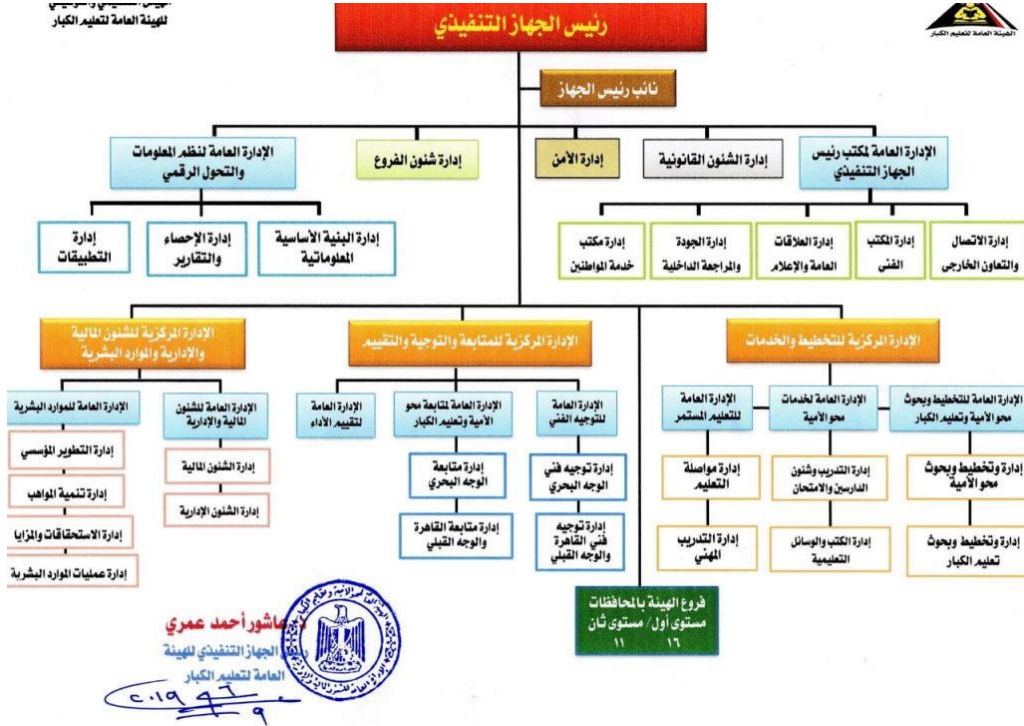 للهيئة العامة لتعليم الكبار
الهيئة العامة لتعليم الكبار
رئيس الجهاز التنفيذي
نائب رئيس الجهاز
الإدارة العامة لمكتب رئيس
الجهاز التنفيذي
إدارة الشئون القانونية
إدارة الأمن
إدارة شئون الفروع
الإدارة العامة لنظم المعلومات
والتحول الرقمي
إدارة الاتصال
والتعاون الخارجى
إدارة المكتب
الفنى
إدارة العلاقات
العامة والإعلام
إدارة الجودة
والمراجعة الداخلية
إدارة مكتب
خدمة المواطنين
إدارة البنية الأساسية
المعلوماتية
إدارة الإحصاء
والتقارير
إدارة
التطبيقات
الإدارة المركزية للتخطيط والخدمات
الإدارة المركزية للمتابعة والتوجية والتقييم
الإدارة المركزية للشئون المالية
والإدارية والموارد البشرية
الإدارة العامة للتخطيط وبحوث
محو الأمية وتعليم الكبار
الإدارة العامة لخدمات
محو الأمية
الإدارة العامة
للتعليم المستمر
الإدارة العامة
للتوجيه الفني
الإدارة العامة لمتابعة محو
الأمية وتعليم الكبار
الإدارة العامة
لتقييم الأداء
الإدارة العامة للشئون
المالية والإدارية
الإدارة العامة للموارد البشرية
إدارة وتخطيط وبحوث
محو الأمية
إدارة التدريب وشئون
الدارسين والامتحان
إدارة مواصلة
التعليم
إدارة توجيه فني
الوجه البحري
إدارة متابعة
الوجه البحري
إدارة الشئون المالية
إدارة التطوير المؤسسي
إدارة وتخطيط وبحوث
تعليم الكبار
إدارة الكتب والوسائل
التعليمية
إدارة التدريب
المهني
إدارة توجيه
فني القاهرة
والوجه القبلي
إدارة متابعة القاهرة
والوجه القبلي
إدارة الشئون الإدارية
إدارة تنمية المواهب
إدارة الاستحقاقات والمزايا
إدارة عمليات الموارد البشرية
فروع الهيئة بالمحافظات
مستوى أول/ مستوى ثان
١٦ ١١
عاشور أحمد عمري
رئيس الجهاز التنفيذي للهيئة
العامة لتعليم الكبار